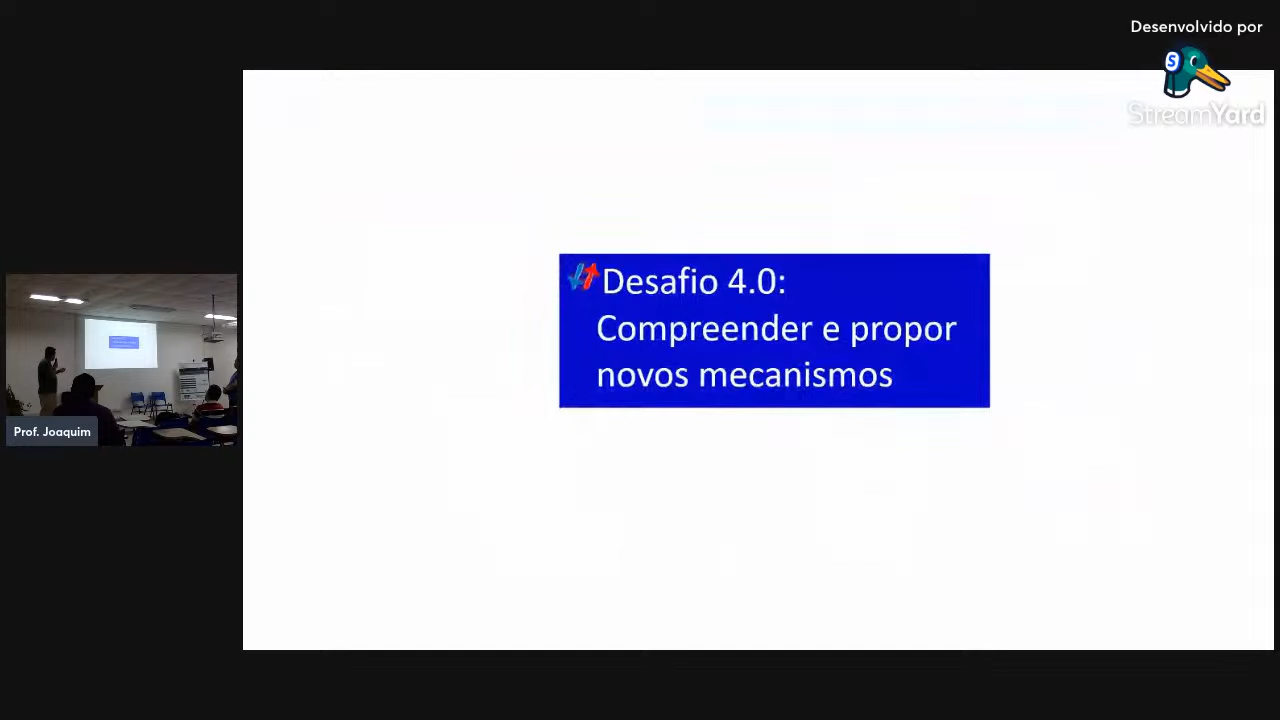 Desenvolvido por
StreamYard
Desafio 4.0:
Compreender e propor
novos mecanismos
Prof. Joaquim